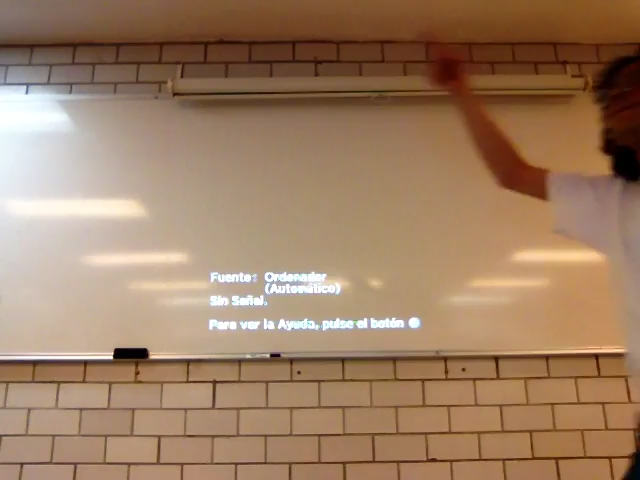 Fuente: Ordenador
(Automático)
Sin Señal.
Para ver la Ayuda, pulse el botón